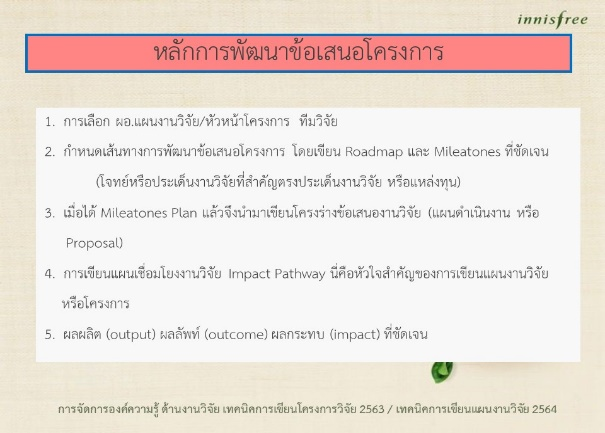 innisfree
หลักการพัฒนาข้อเสนอโครงการ
1. การเลือก ผอ.แผนงานวิจัย/หัวหน้าโครงการ ทีมวิจัย
2. กำหนดเส้นทางการพัฒนาข้อเสนอโครงการ โดยเขียน Roadmap และ Mileatones ที่ชัดเจน
(โจทย์หรือประเด็นงานวิจัยที่สำคัญตรงประเด็นงานวิจัย หรือแหล่งทุน)
3. เมื่อได้ Mileatones Plan แล้วจึงนำมาเขียนโครงร่างข้อเสนองานวิจัย (แผนดำเนินงาน หรือ
Proposal)
4. การเขียนแผนเชื่อมโยงงานวิจัย Impact Pathway นี่คือหัวใจสำคัญของการเขียนแผนงานวิจัย
หรือโครงการ
5. ผลผลิต (output) ผลลัพท์ (outcome) ผลกระทบ (impact) ที่ชัดเจน
การจัดการองค์ความรู้ ด้านงานวิจัย เทคนิคการเขียนโครงการวิจัย 2563 / เทคนิคการเขียนแผนงานวิจัย 2564